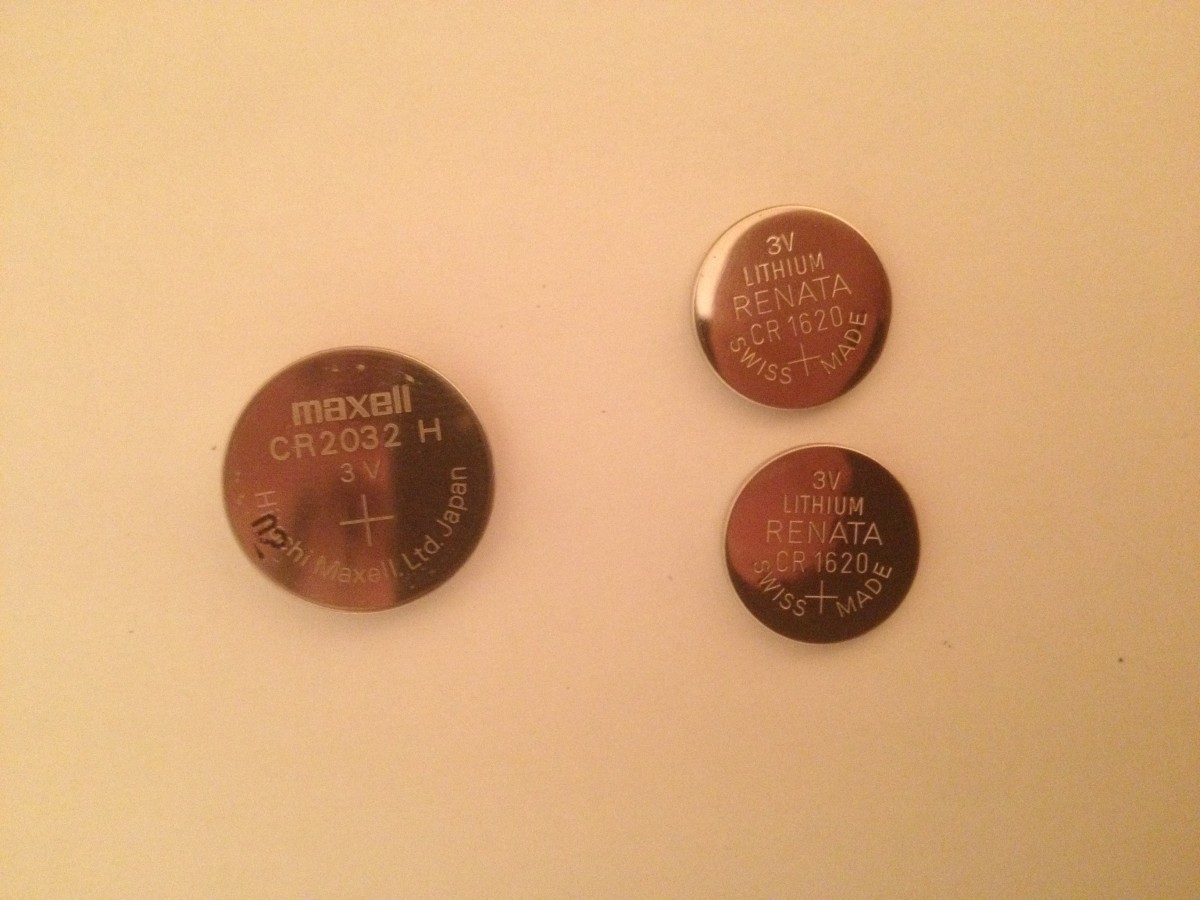 maxell
CR2032 H
3V
Maxell, Ltd. Japan
3V
LITHIUM
RENATA
CR 1620
SWISS + MADE
3V
LITHIUM
RENATA
CR 1620
SWISS + MADE